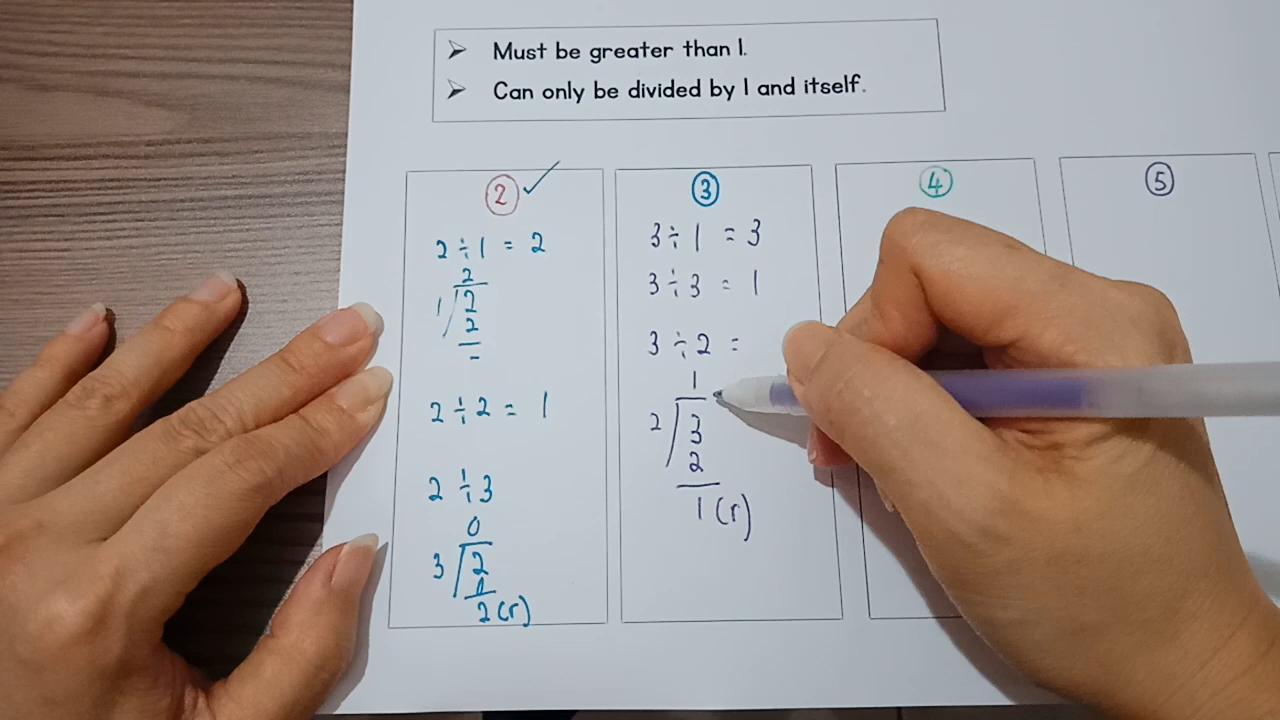 ➢ Must be greater than 1.
➢ Can only be divided by 1 and itself.
2
2 ÷ 1 = 2
2
1 2
2
-
2 ÷ 2 = 1
2 ÷ 3
0
3 2
0
2 (r)
3
3 ÷ 1 = 3
3 ÷ 3 = 1
3 ÷ 2 =
1
2 3
2
1 (r)
4
5